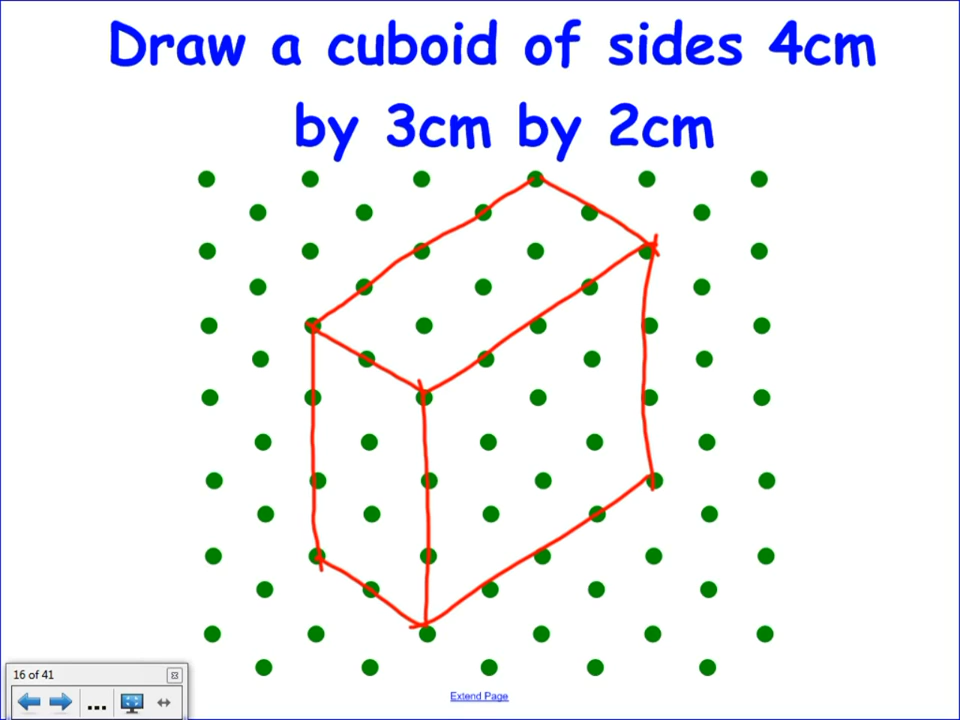 Draw a cuboid of sides 4cm
by 3cm by 2cm
16 of 41
...
Extend Page